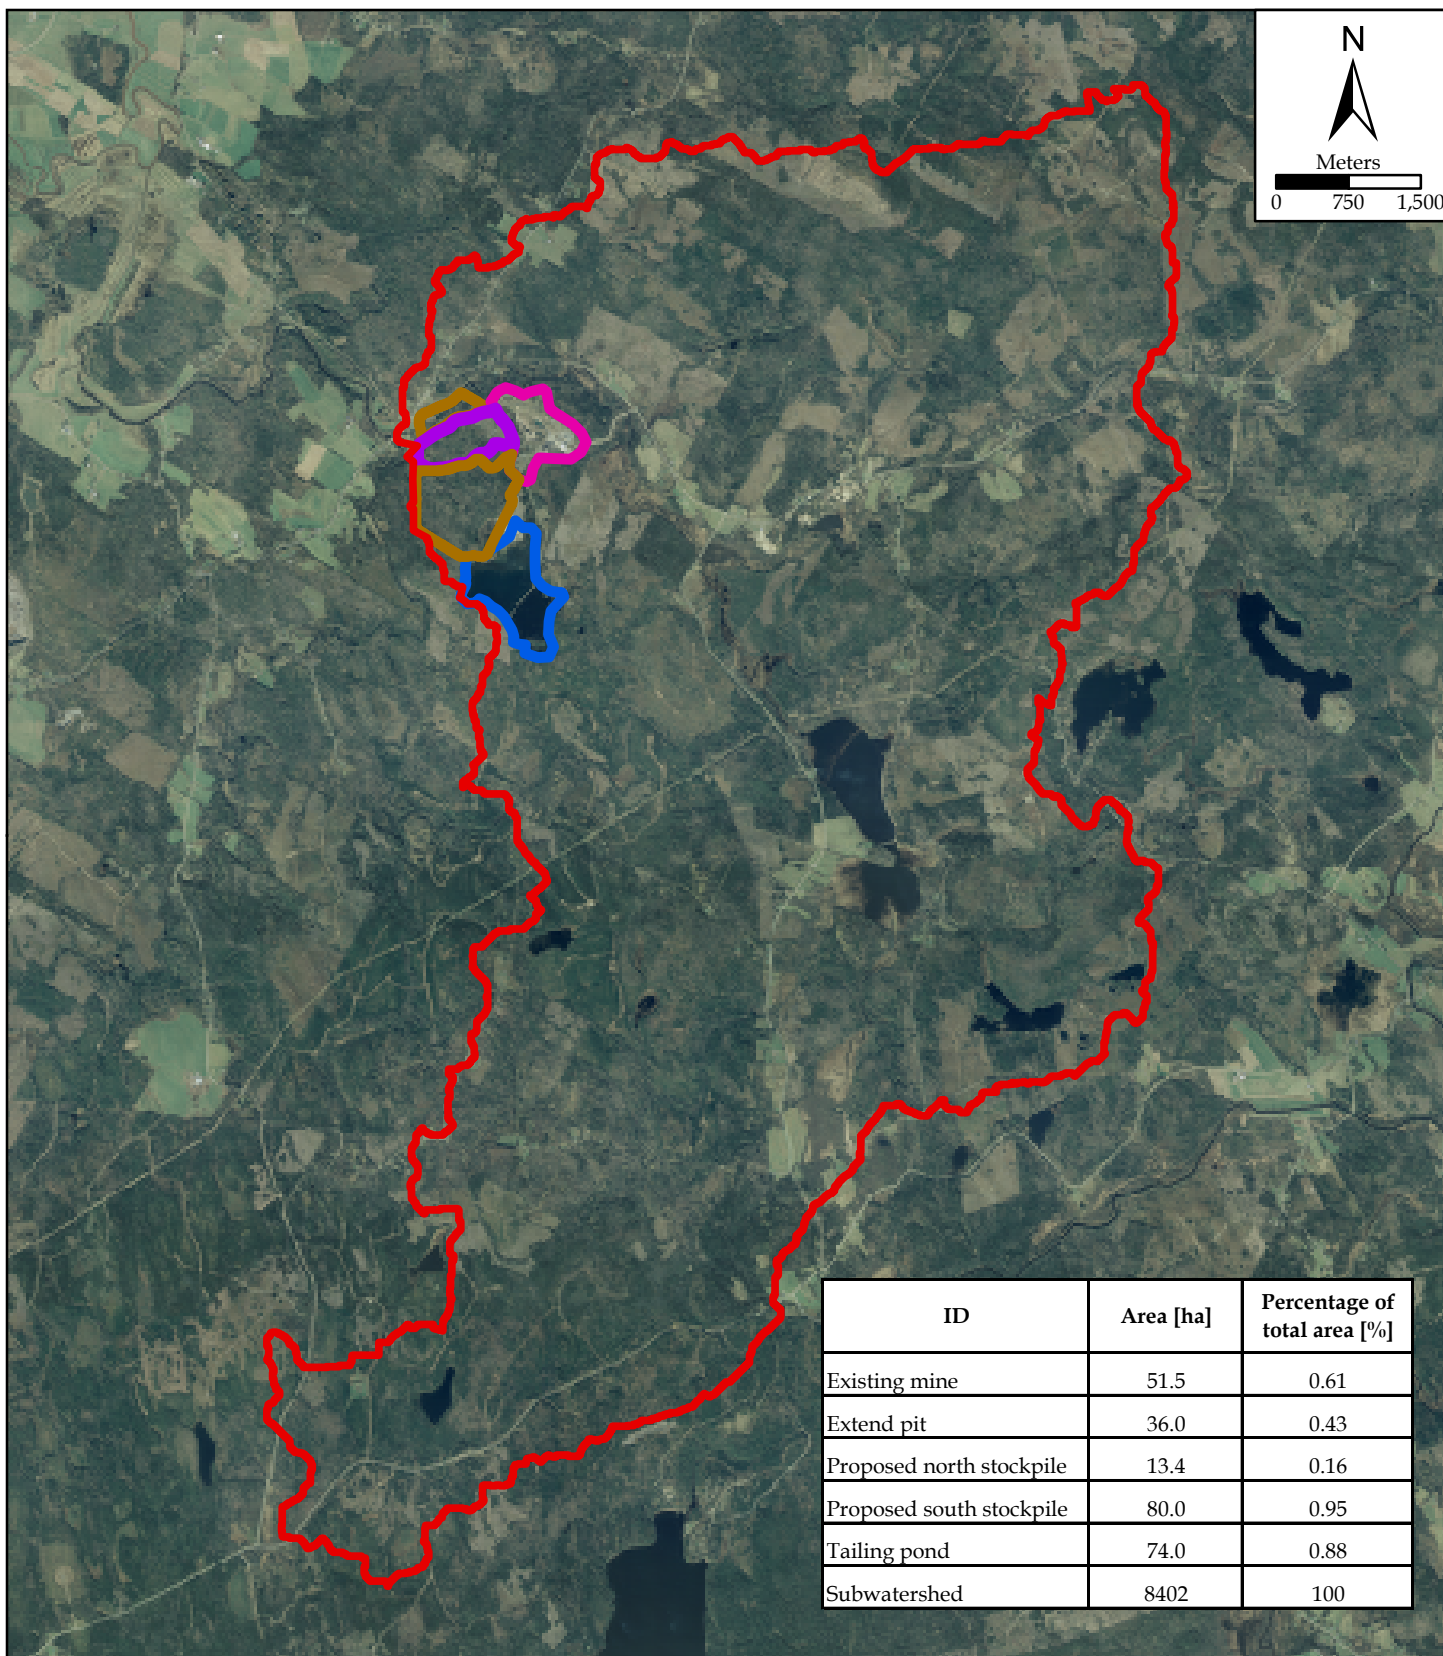 N
Meters
0 750 1,500
ID Area [ha] Percentage of
total area [%]
Existing mine 51.5 0.61
Extend pit 36.0 0.43
Proposed north stockpile 13.4 0.16
Proposed south stockpile 80.0 0.95
Tailing pond 74.0 0.88
Subwatershed 8402 100